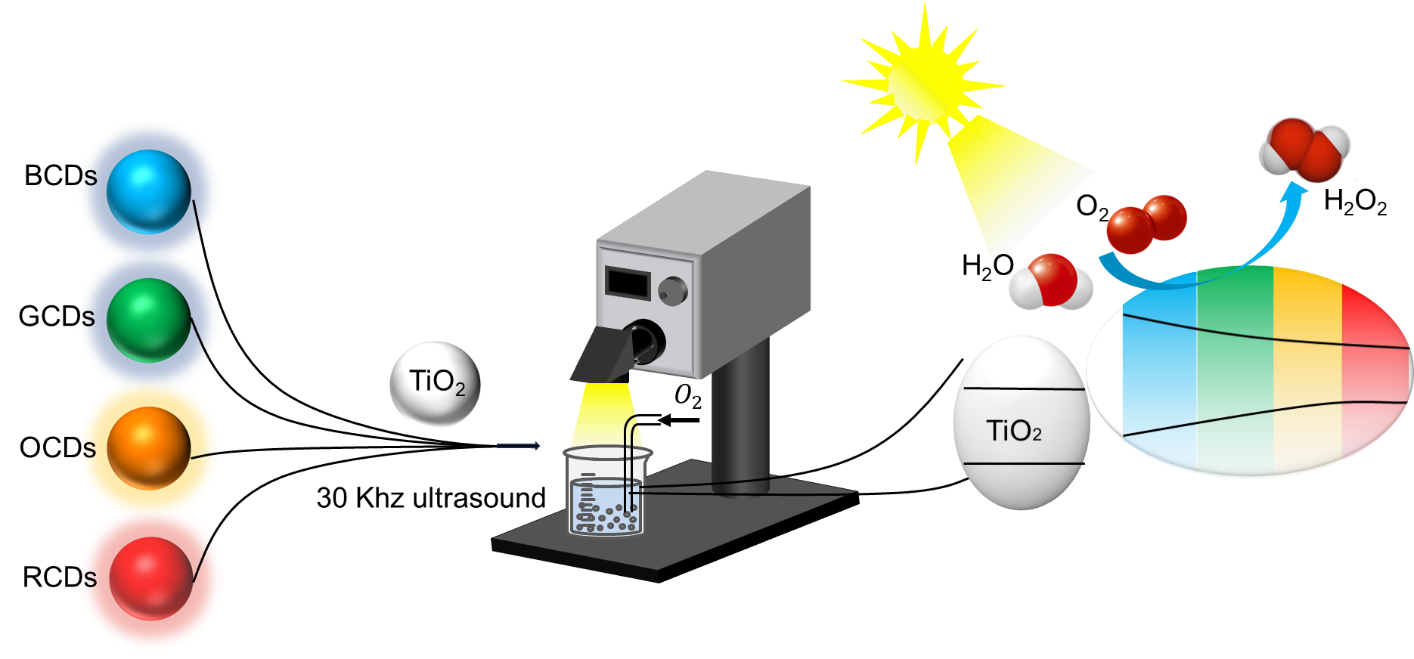 BCDs
GCDs
OCDs
RCDs
TiO₂
30 Khz ultrasound
O₂
H₂O
O₂
H₂O₂
TiO₂